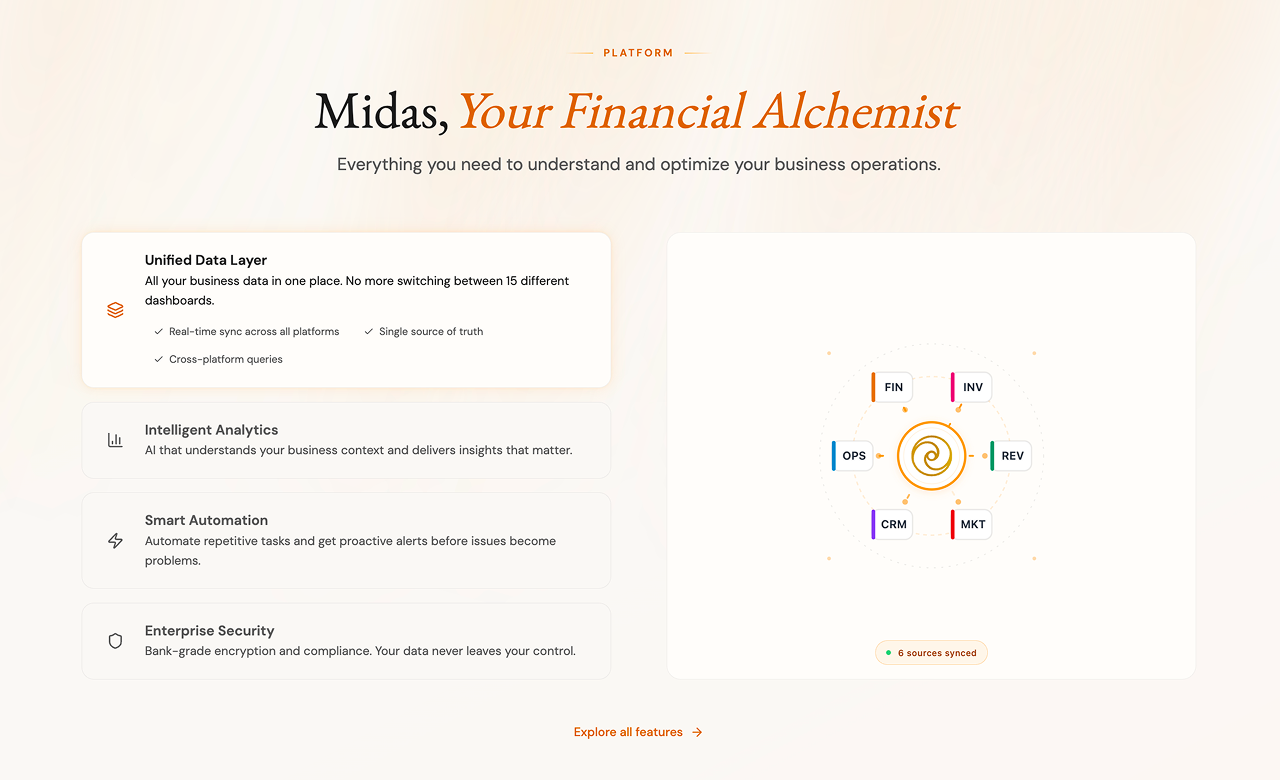 PLATFORM
Midas, Your Financial Alchemist
Everything you need to understand and optimize your business operations.
Unified Data Layer
All your business data in one place. No more switching between 15 different
dashboards.
Real-time sync across all platforms
Single source of truth
Cross-platform queries
Intelligent Analytics
AI that understands your business context and delivers insights that matter.
Smart Automation
Automate repetitive tasks and get proactive alerts before issues become
problems.
Enterprise Security
Bank-grade encryption and compliance. Your data never leaves your control.
FIN
INV
OPS
REV
CRM
MKT
6 sources synced
Explore all features